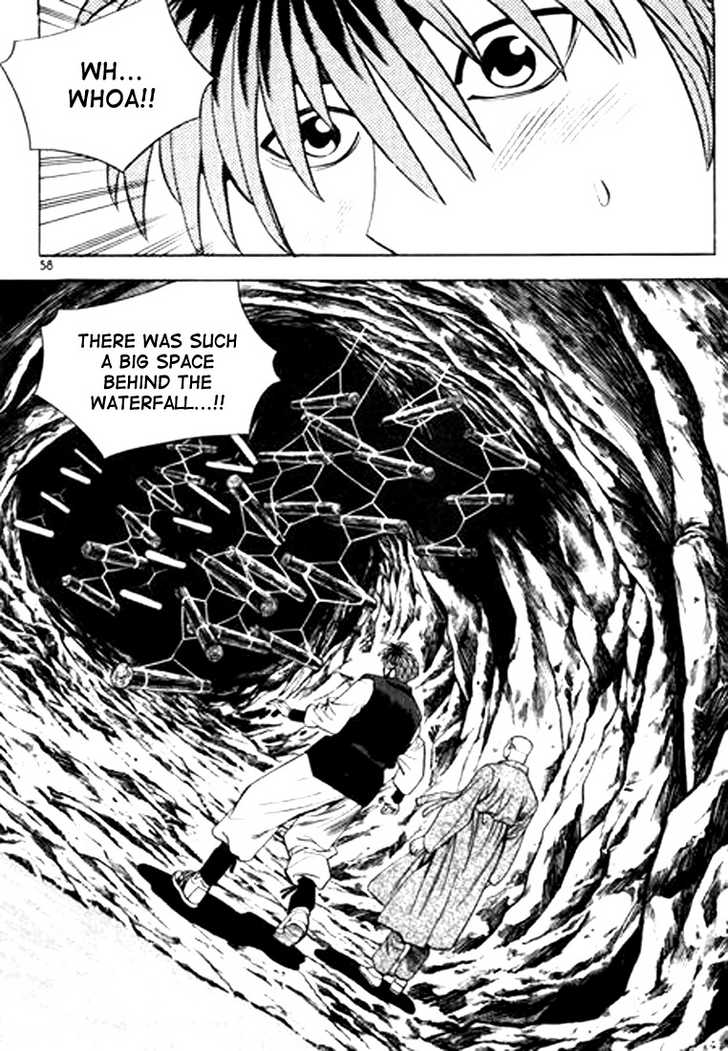 WH...
WHOA!!
58
THERE WAS SUCH
A BIG SPACE
BEHIND THE
WATERFALL...!!